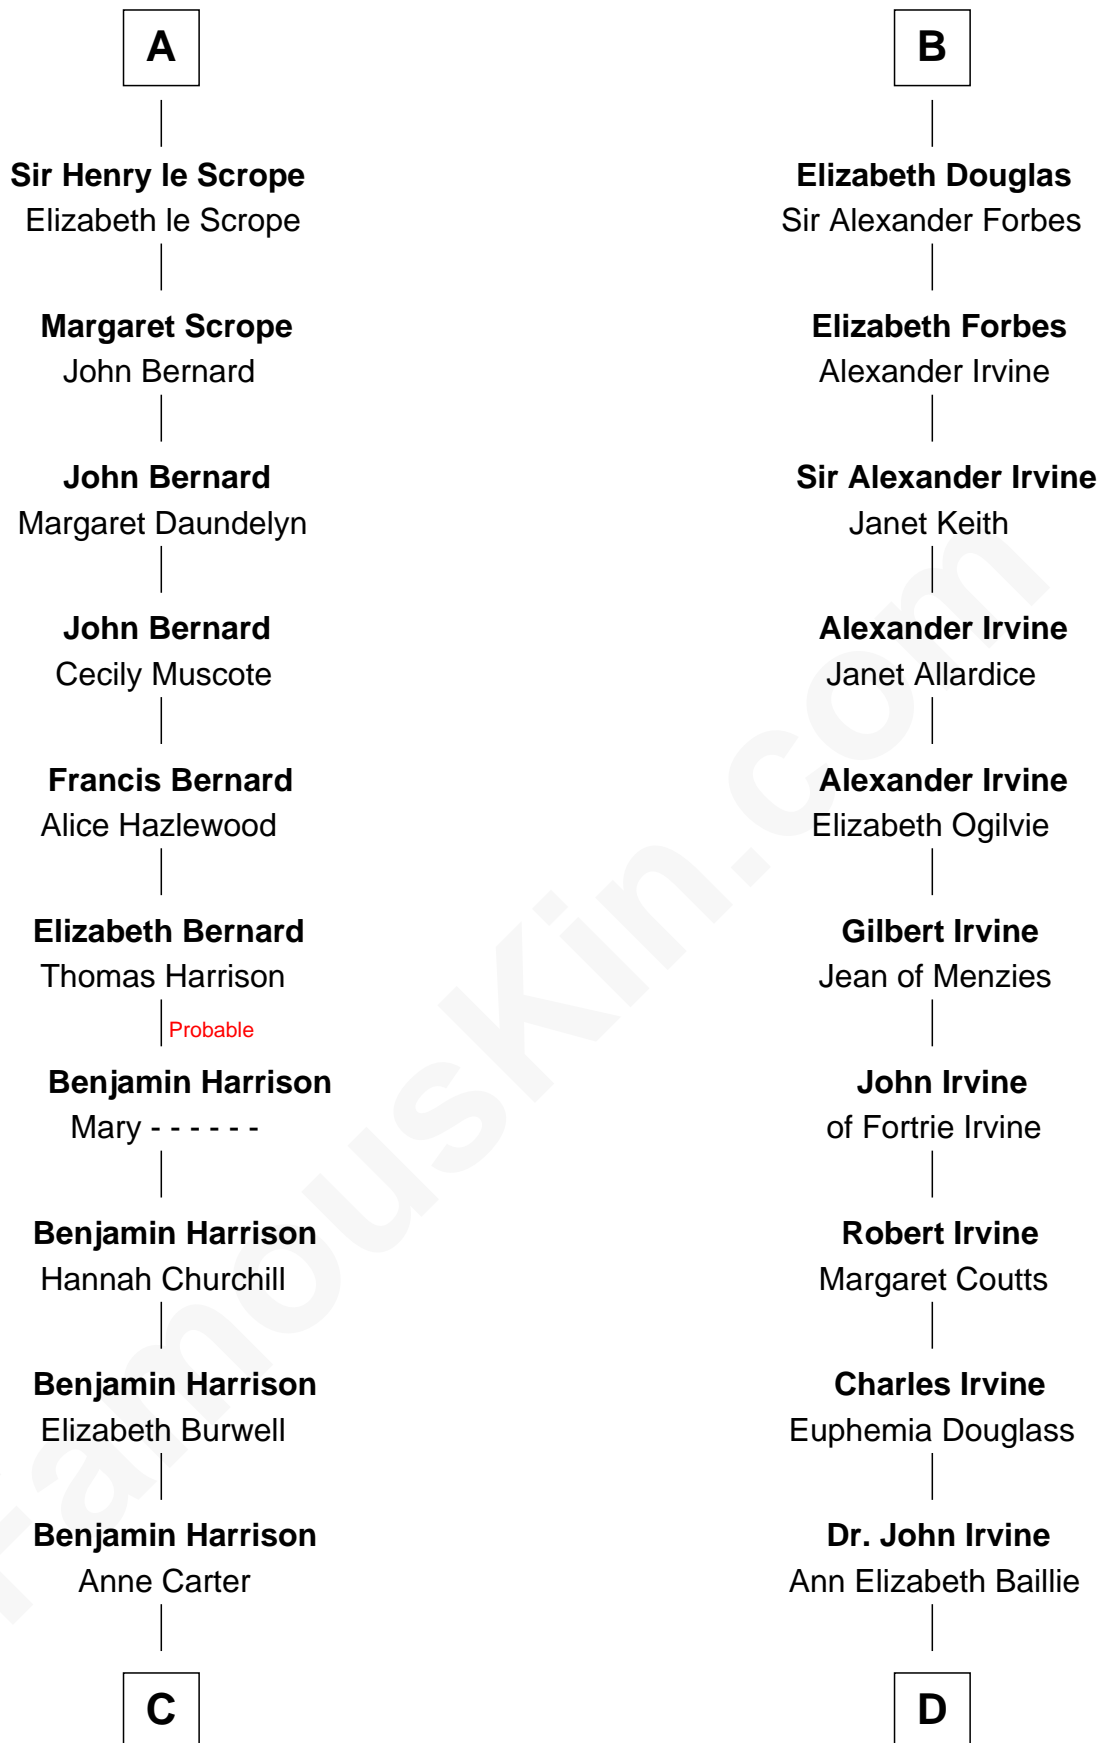 A
Sir Henry le Scrope
Elizabeth le Scrope
Margaret Scrope
John Bernard
John Bernard
Margaret Daundelyn
John Bernard
Cecily Muscote
Francis Bernard
Alice Hazlewood
Elizabeth Bernard
Thomas Harrison
Probable
Benjamin Harrison
Mary - - - - - -
Benjamin Harrison
Hannah Churchill
Benjamin Harrison
Elizabeth Burwell
Benjamin Harrison
Anne Carter
C
B
Elizabeth Douglas
Sir Alexander Forbes
Elizabeth Forbes
Alexander Irvine
Sir Alexander Irvine
Janet Keith
Alexander Irvine
Janet Allardice
Alexander Irvine
Elizabeth Ogilvie
Gilbert Irvine
Jean of Menzies
John Irvine
of Fortrie Irvine
Robert Irvine
Margaret Coutts
Charles Irvine
Euphemia Douglass
Dr. John Irvine
Ann Elizabeth Baillie
D
FamousKin.com